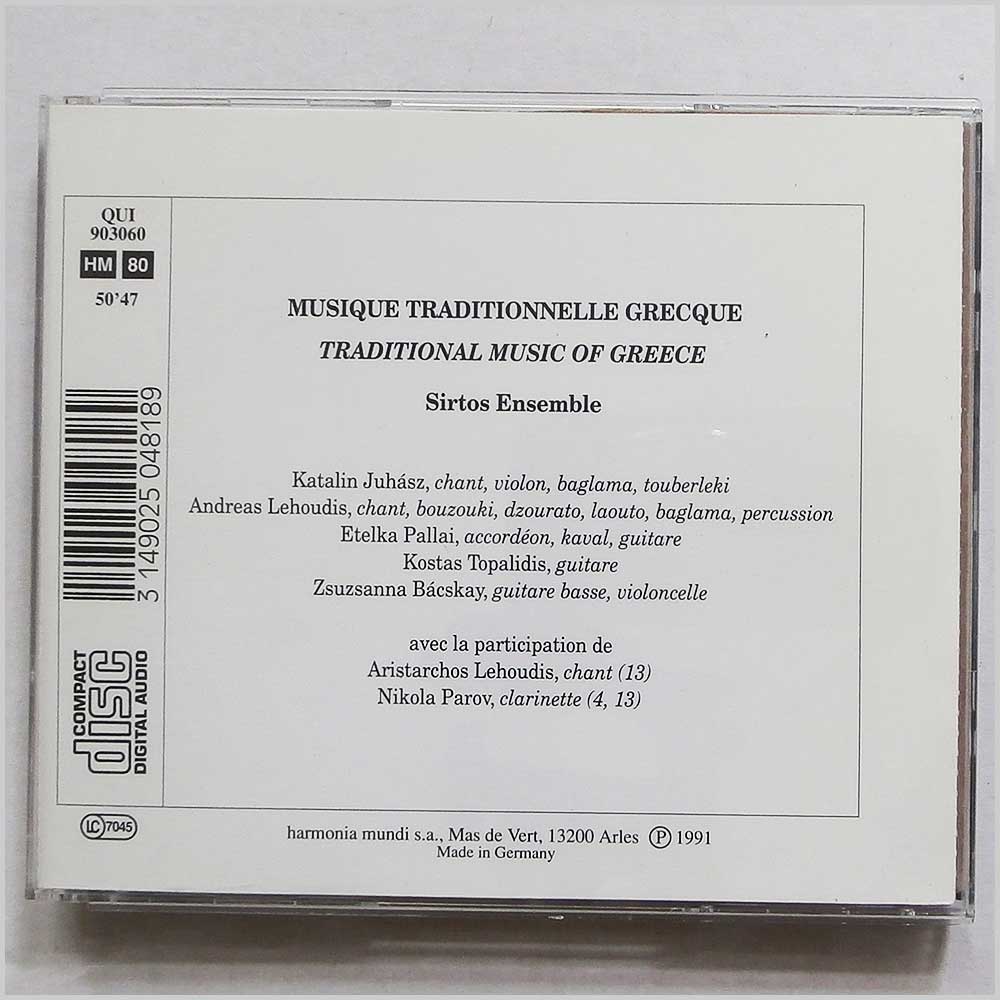 QUI
903060
HM 80
50'47
3 149025 048189
COMPACT
disc
DIGITAL AUDIO
LC 7045
MUSIQUE TRADITIONNELLE GRECQUE
TRADITIONAL MUSIC OF GREECE
Sirtos Ensemble
Katalin Juhász, chant, violon, baglama, touberleki
Andreas Lehoudis, chant, bouzouki, dzourato, laouto, baglama, percussion
Etelka Pallai, accordéon, kaval, guitare
Kostas Topalidis, guitare
Zsuzsanna Bácskay, guitare basse, violoncelle
avec la participation de
Aristarchos Lehoudis, chant (13)
Nikola Parov, clarinette (4, 13)
harmonia mundi s.a., Mas de Vert, 13200 Arles ℗ 1991
Made in Germany